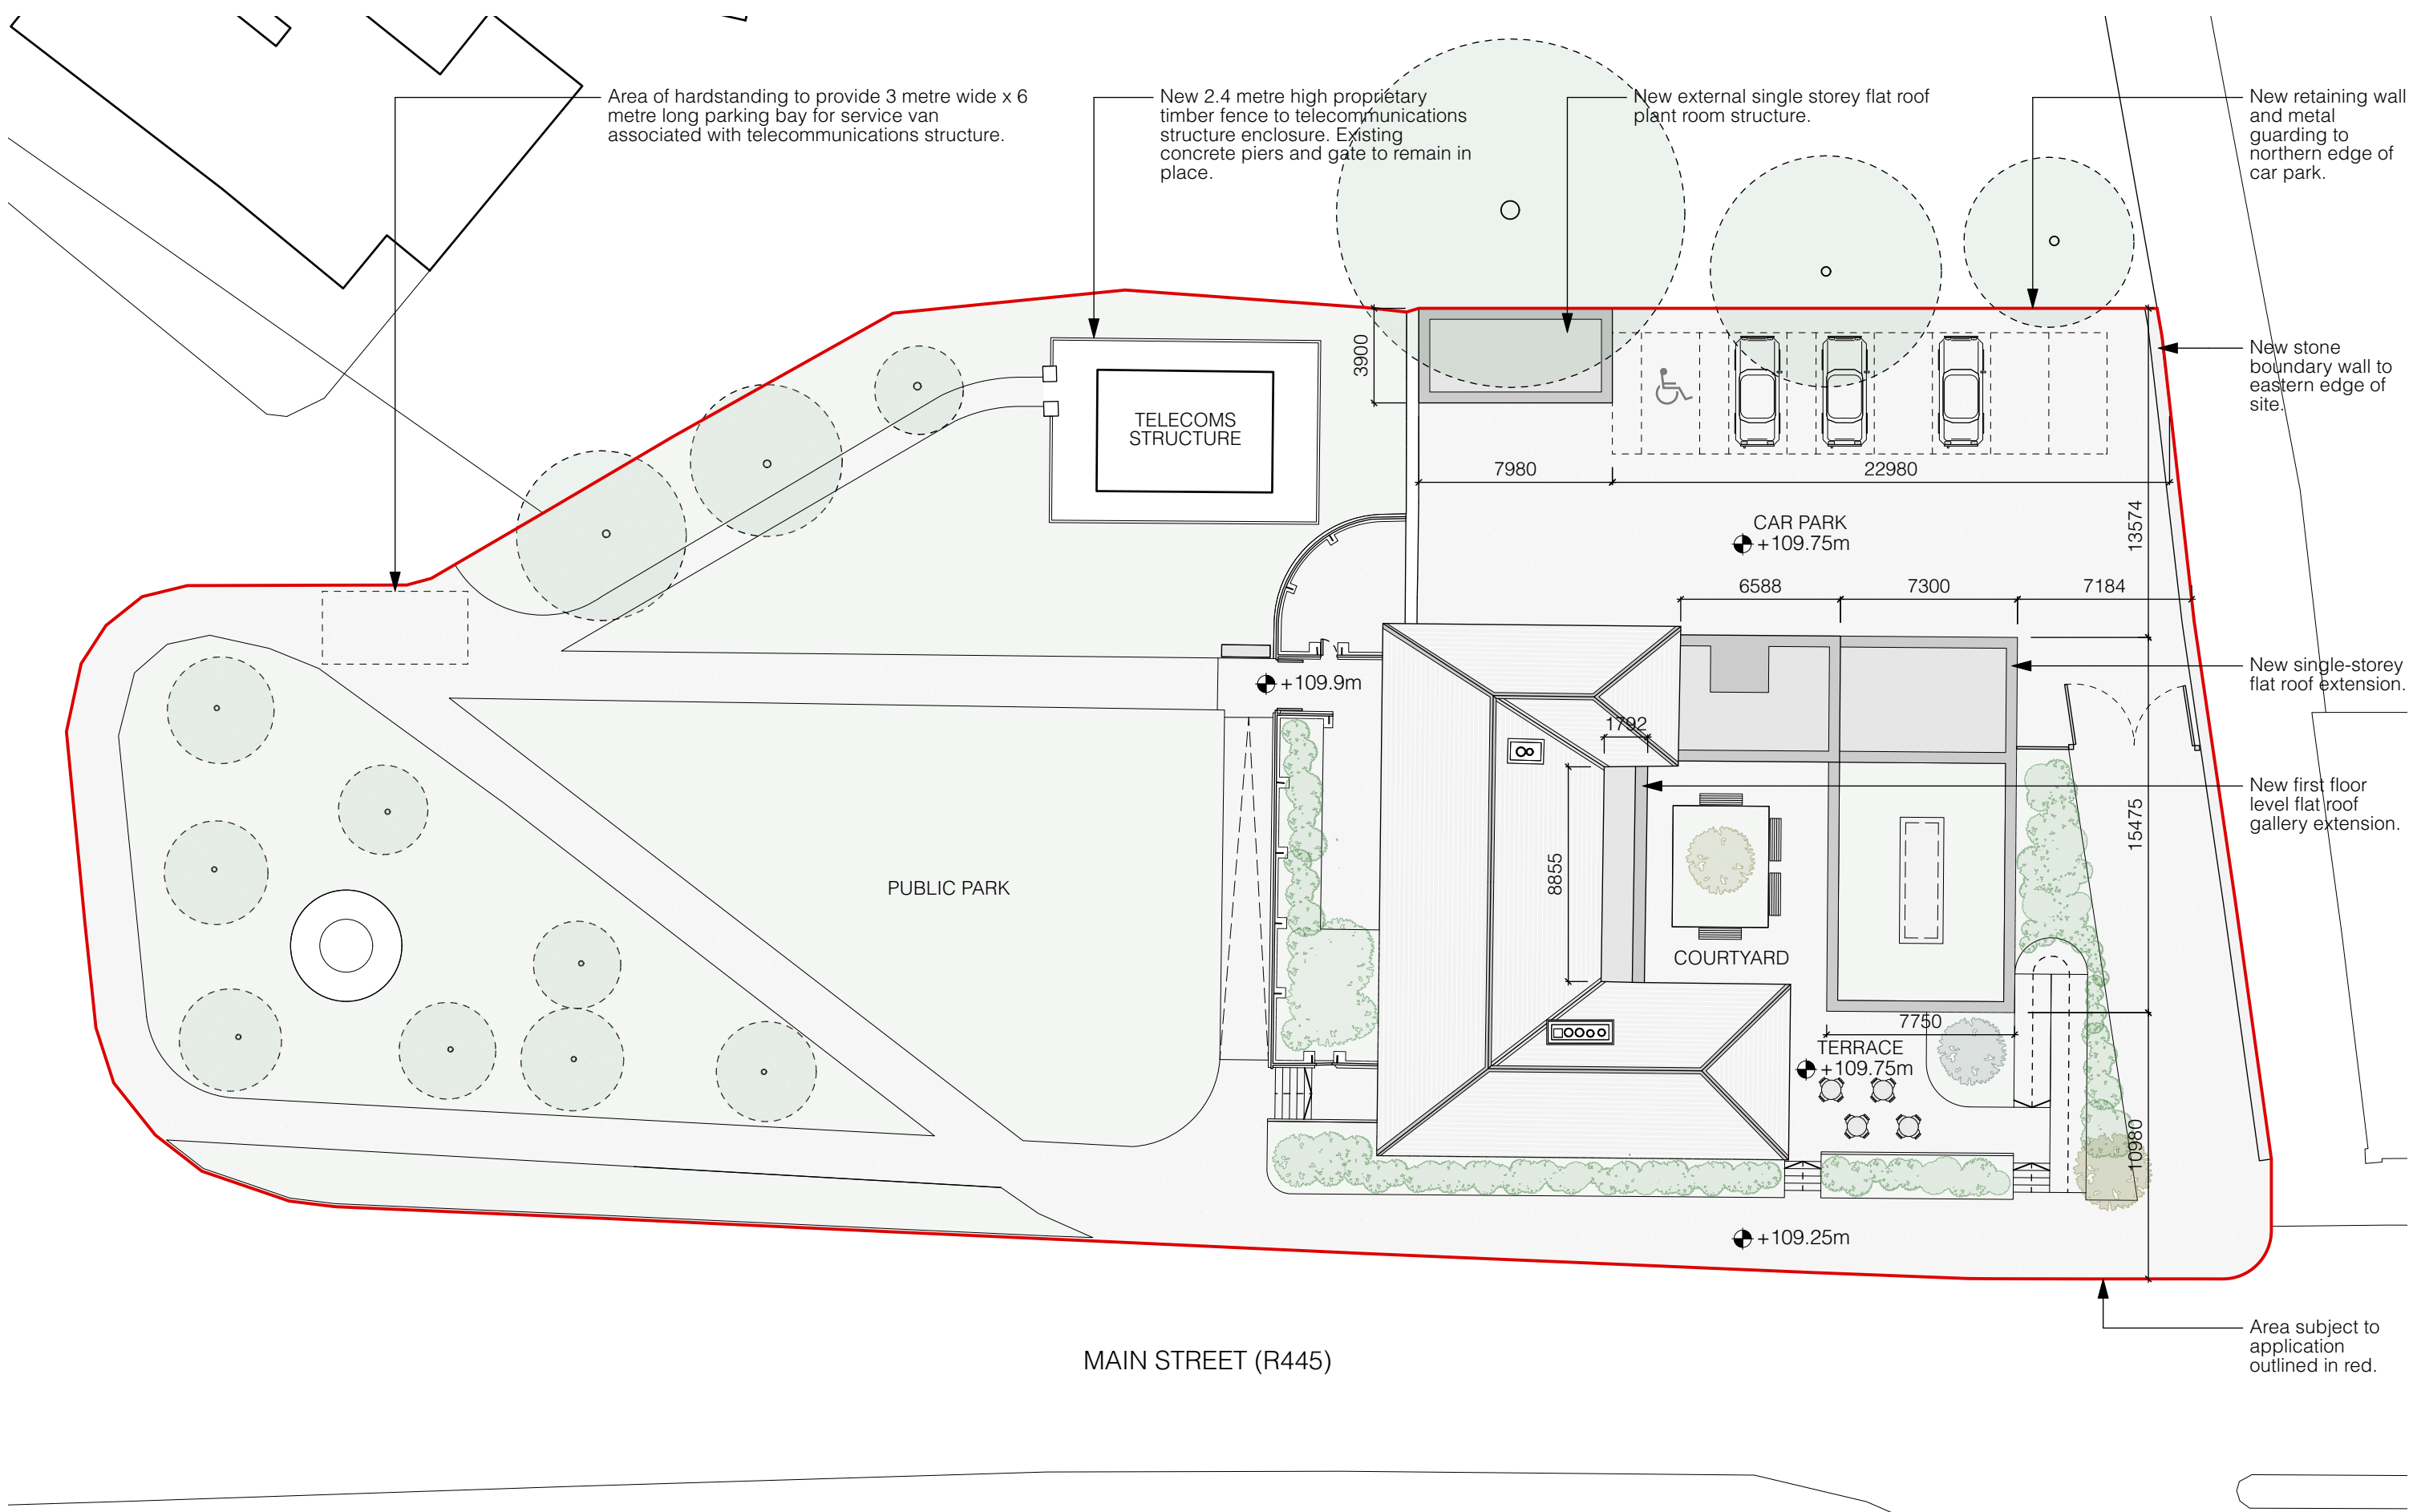 Area of hardstanding to provide 3 metre wide x 6
metre long parking bay for service van
associated with telecommunications structure.
New 2.4 metre high proprietary
timber fence to telecommunications
structure enclosure. Existing
concrete piers and gate to remain in
place.
New external single storey flat roof
plant room structure.
New retaining wall
and metal
guarding to
northern edge of
car park.
3900
New stone
boundary wall to
eastern edge of
site.
TELECOMS
STRUCTURE
7980
22980
CAR PARK
+109.75m
13574
6588
7300
7184
+109.9m
New single-storey
flat roof extension.
1792
New first floor
level flat roof
gallery extension.
15475
8855
PUBLIC PARK
COURTYARD
7750
TERRACE
+109.75m
10980
+109.25m
Area subject to
application
outlined in red.
MAIN STREET (R445)